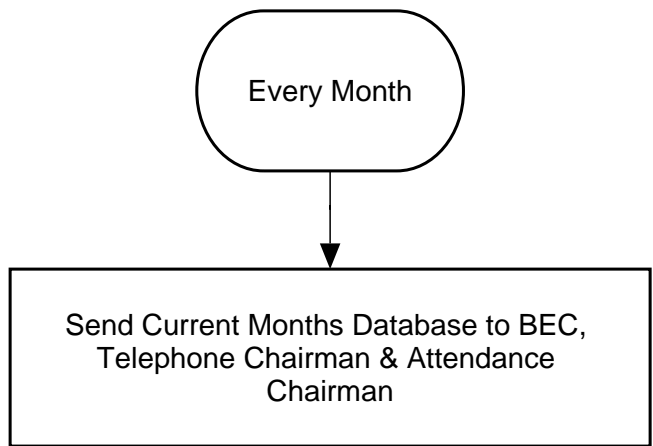 Every Month
Send Current Months Database to BEC,
Telephone Chairman & Attendance
Chairman